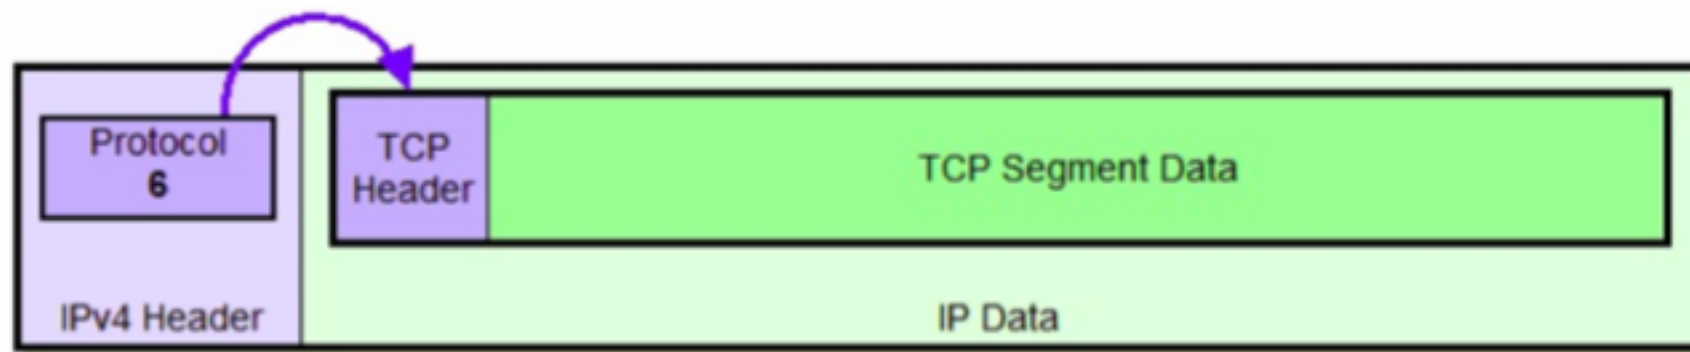 Protocol
6
IPv4 Header
TCP
Header
TCP Segment Data
IP Data